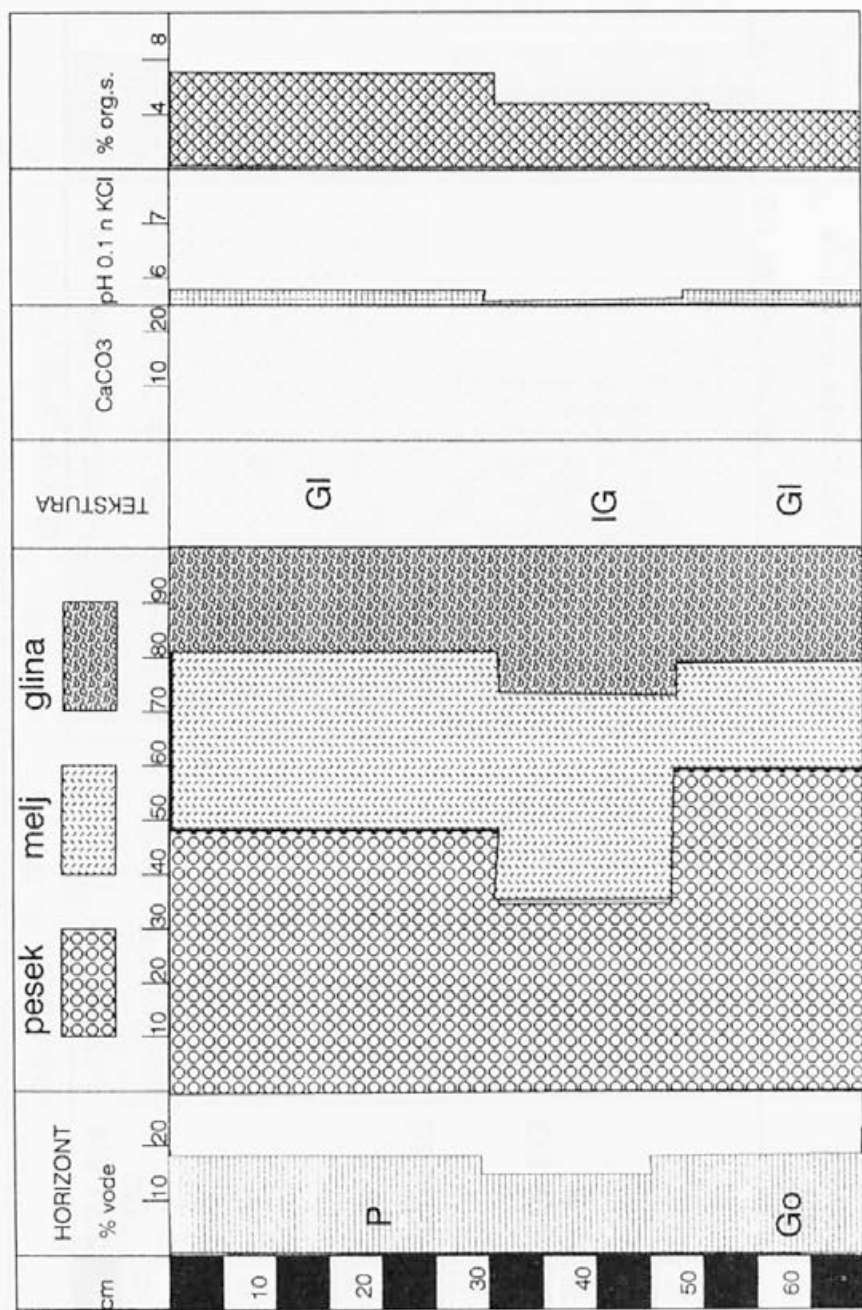 pesek melj glina
cm
HORIZONT
% vode
10 20
10 20 30 40 50 60 70 80 90
TEKSTURA
CaCO3
10 20
pH 0.1 n KCl
6 7
% org.s.
4 8
10
20
30
40
50
60
P
Go
Gl
IG
Gl